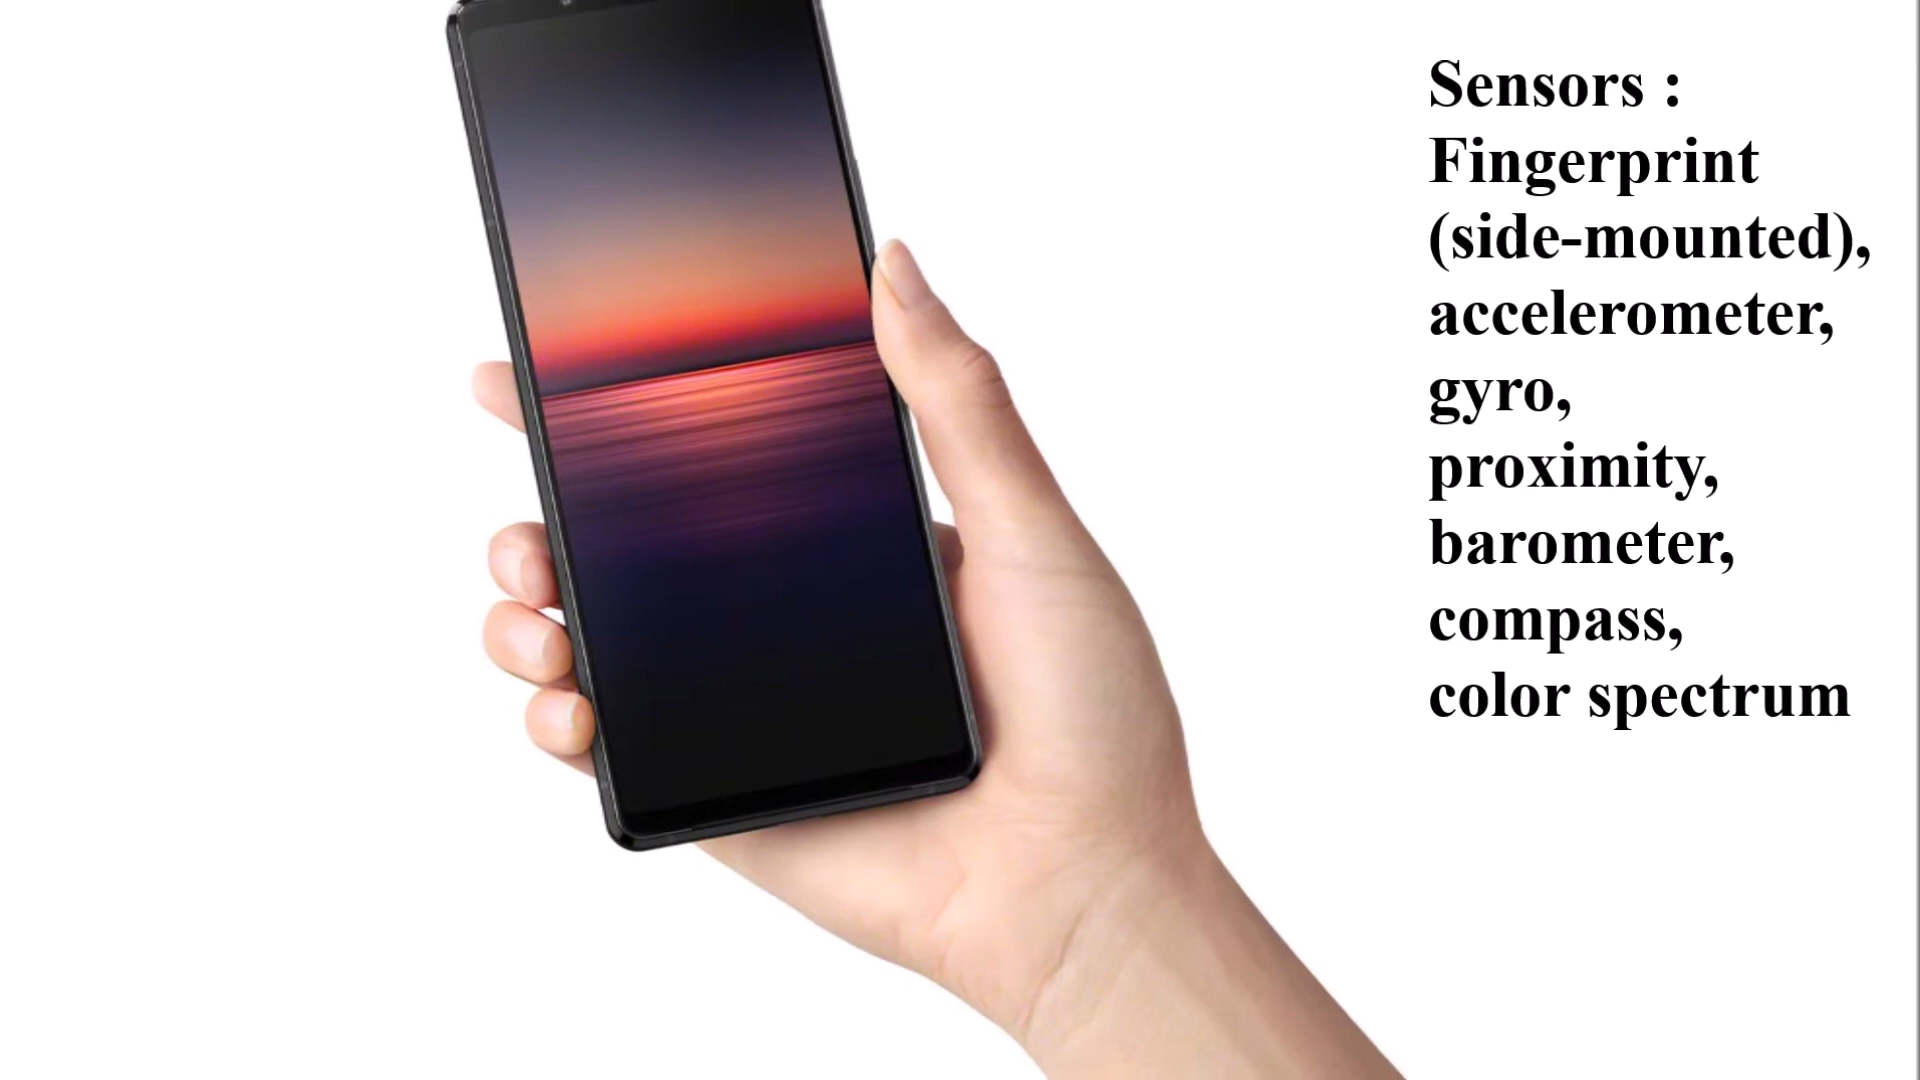 Sensors :
Fingerprint
(side-mounted),
accelerometer,
gyro,
proximity,
barometer,
compass,
color spectrum